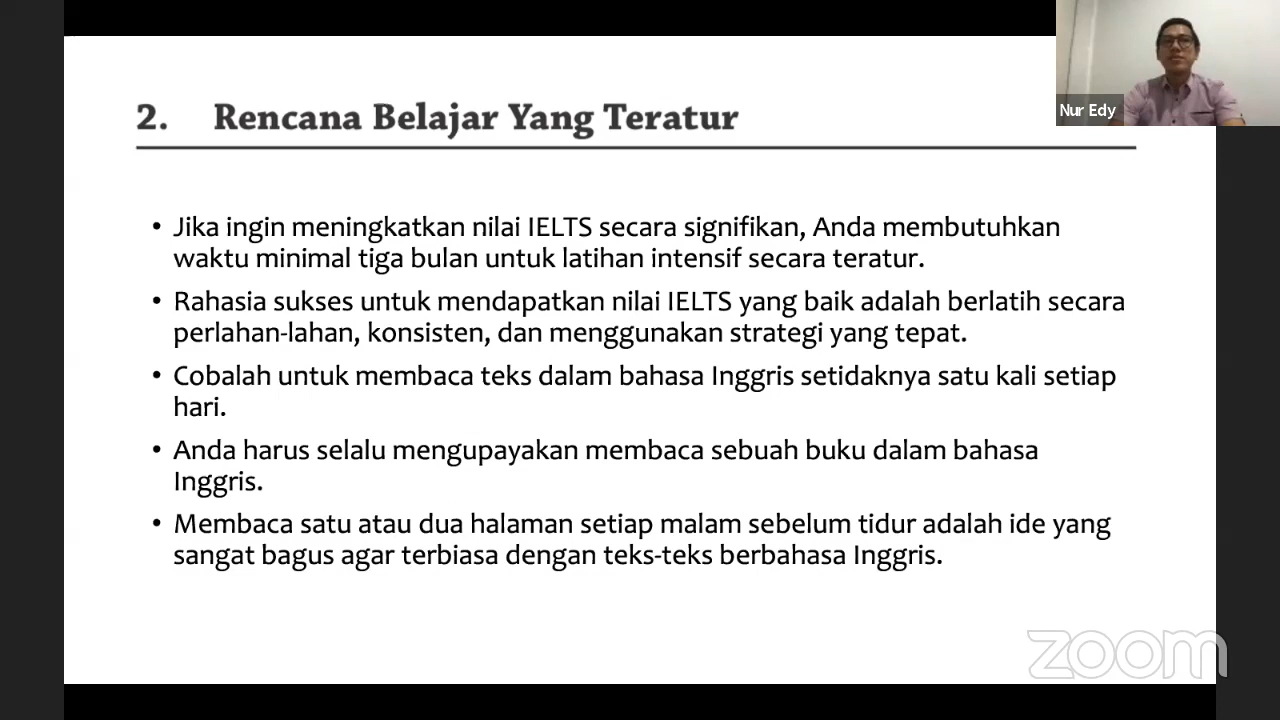 2. Rencana Belajar Yang Teratur
Nur Edy
• Jika ingin meningkatkan nilai IELTS secara signifikan, Anda membutuhkan
waktu minimal tiga bulan untuk latihan intensif secara teratur.
• Rahasia sukses untuk mendapatkan nilai IELTS yang baik adalah berlatih secara
perlahan-lahan, konsisten, dan menggunakan strategi yang tepat.
• Cobalah untuk membaca teks dalam bahasa Inggris setidaknya satu kali setiap
hari.
• Anda harus selalu mengupayakan membaca sebuah buku dalam bahasa
Inggris.
• Membaca satu atau dua halaman setiap malam sebelum tidur adalah ide yang
sangat bagus agar terbiasa dengan teks-teks berbahasa Inggris.
zoom